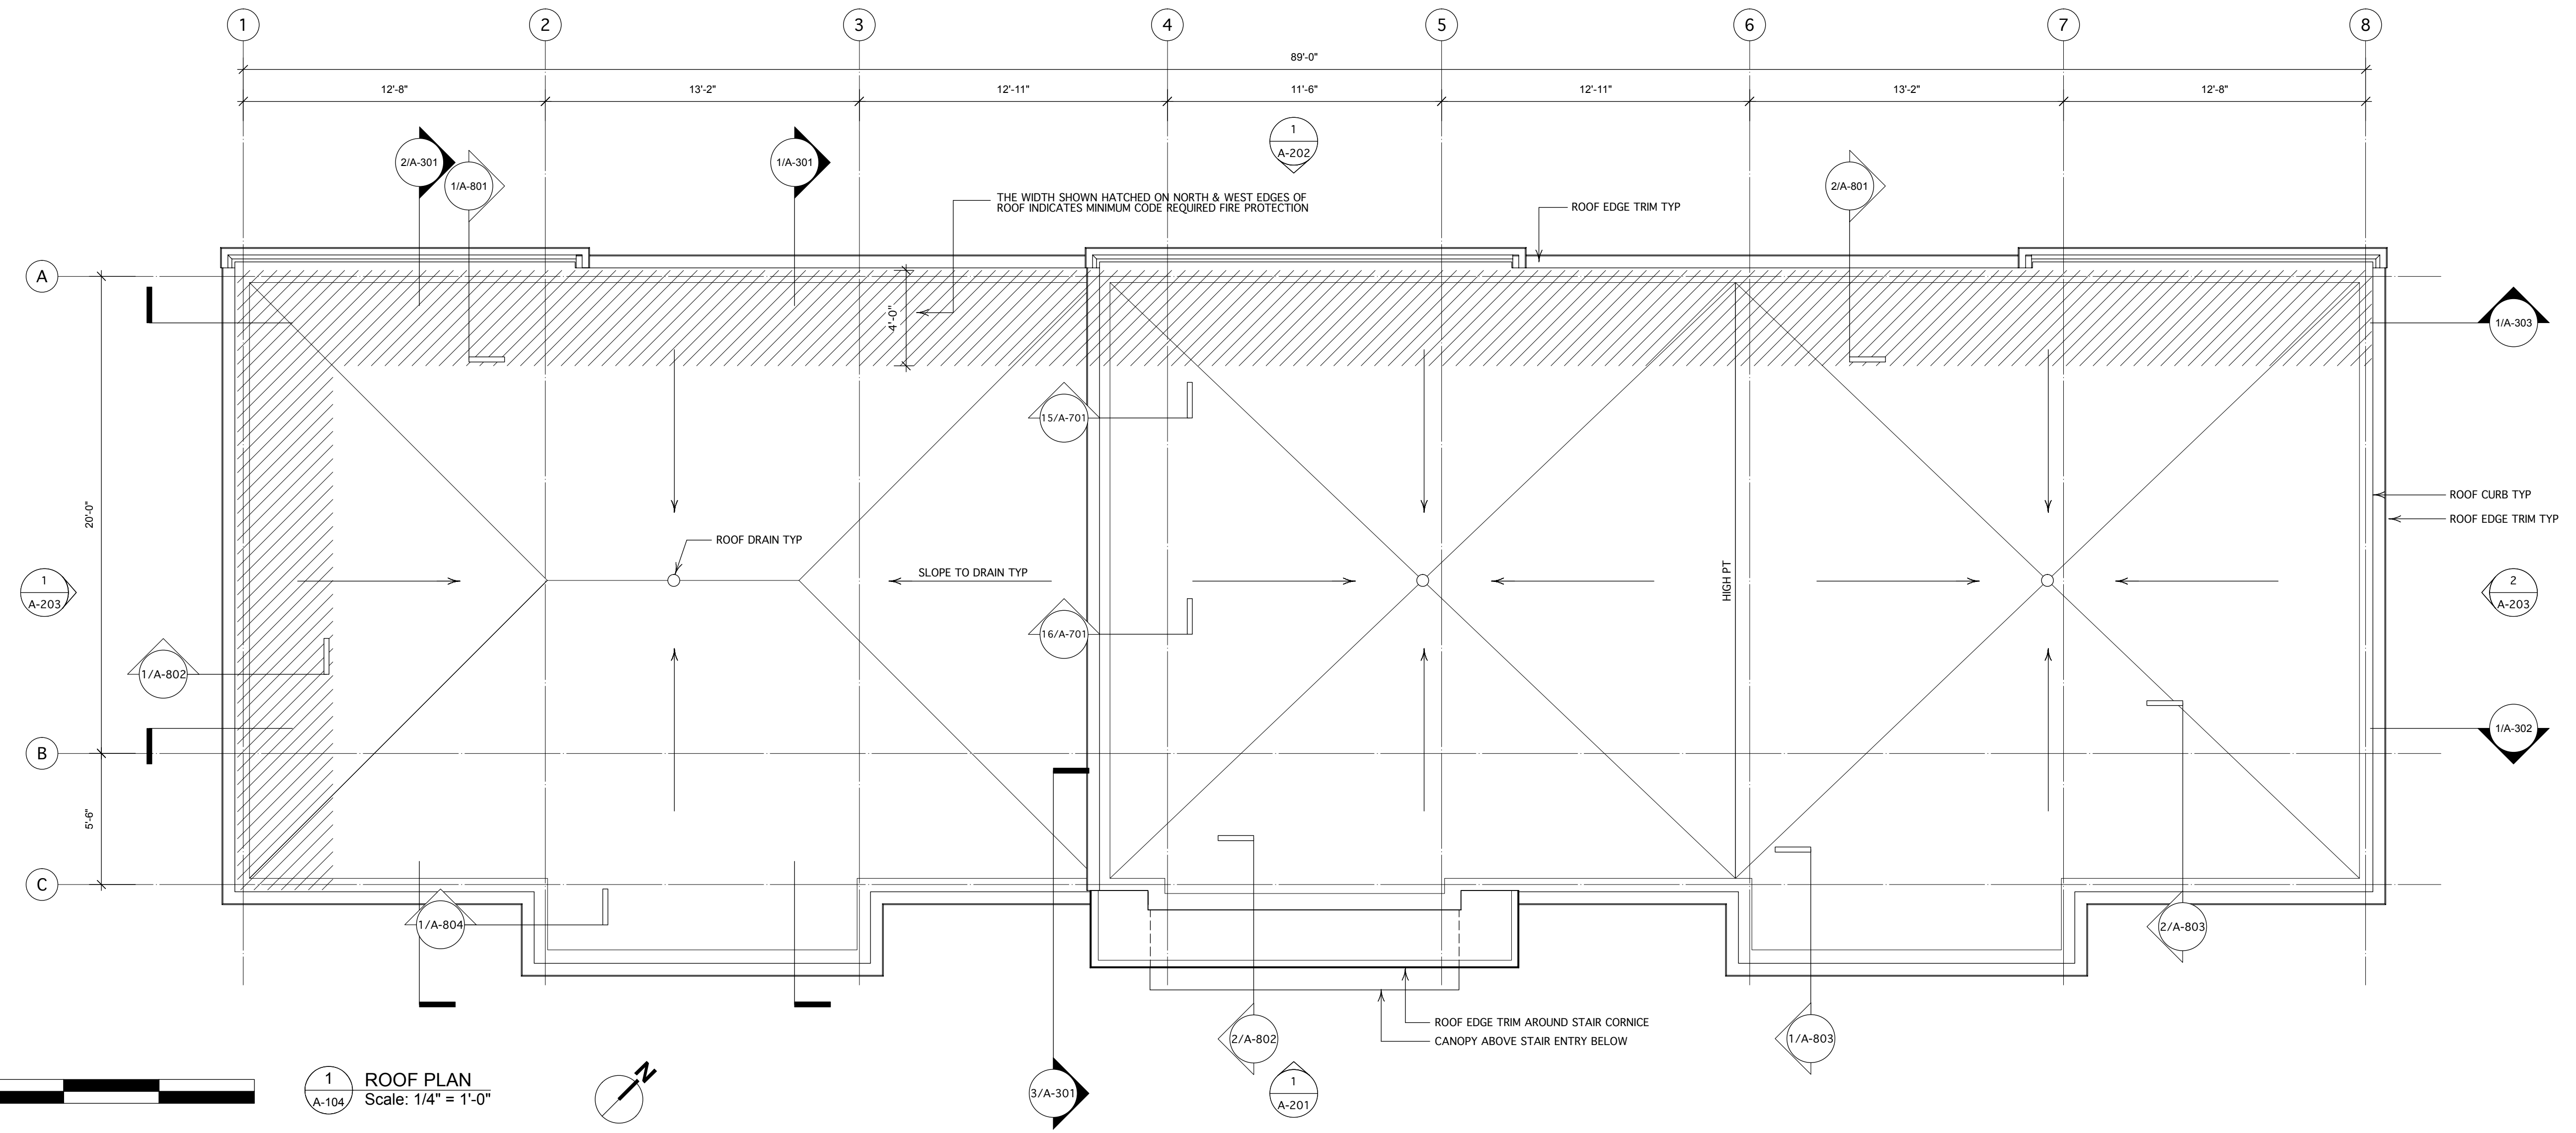 1 2 3 4 5 6 7 8
89'-0"
12'-8" 13'-2" 12'-11" 11'-6" 12'-11" 13'-2" 12'-8"
1
A-202
2/A-301
1/A-301
1/A-801
2/A-801
THE WIDTH SHOWN HATCHED ON NORTH & WEST EDGES OF
ROOF INDICATES MINIMUM CODE REQUIRED FIRE PROTECTION
ROOF EDGE TRIM TYP
A
4'-0"
1/A-303
15/A-701
20'-0"
ROOF CURB TYP
ROOF EDGE TRIM TYP
ROOF DRAIN TYP
SLOPE TO DRAIN TYP
HIGH PT
1
A-203
2
A-203
16/A-701
1/A-802
1/A-302
B
5'-6"
C
1/A-804
2/A-803
ROOF EDGE TRIM AROUND STAIR CORNICE
CANOPY ABOVE STAIR ENTRY BELOW
2/A-802
1/A-803
1
A-104
ROOF PLAN
Scale: 1/4" = 1'-0"
N
3/A-301
1
A-201